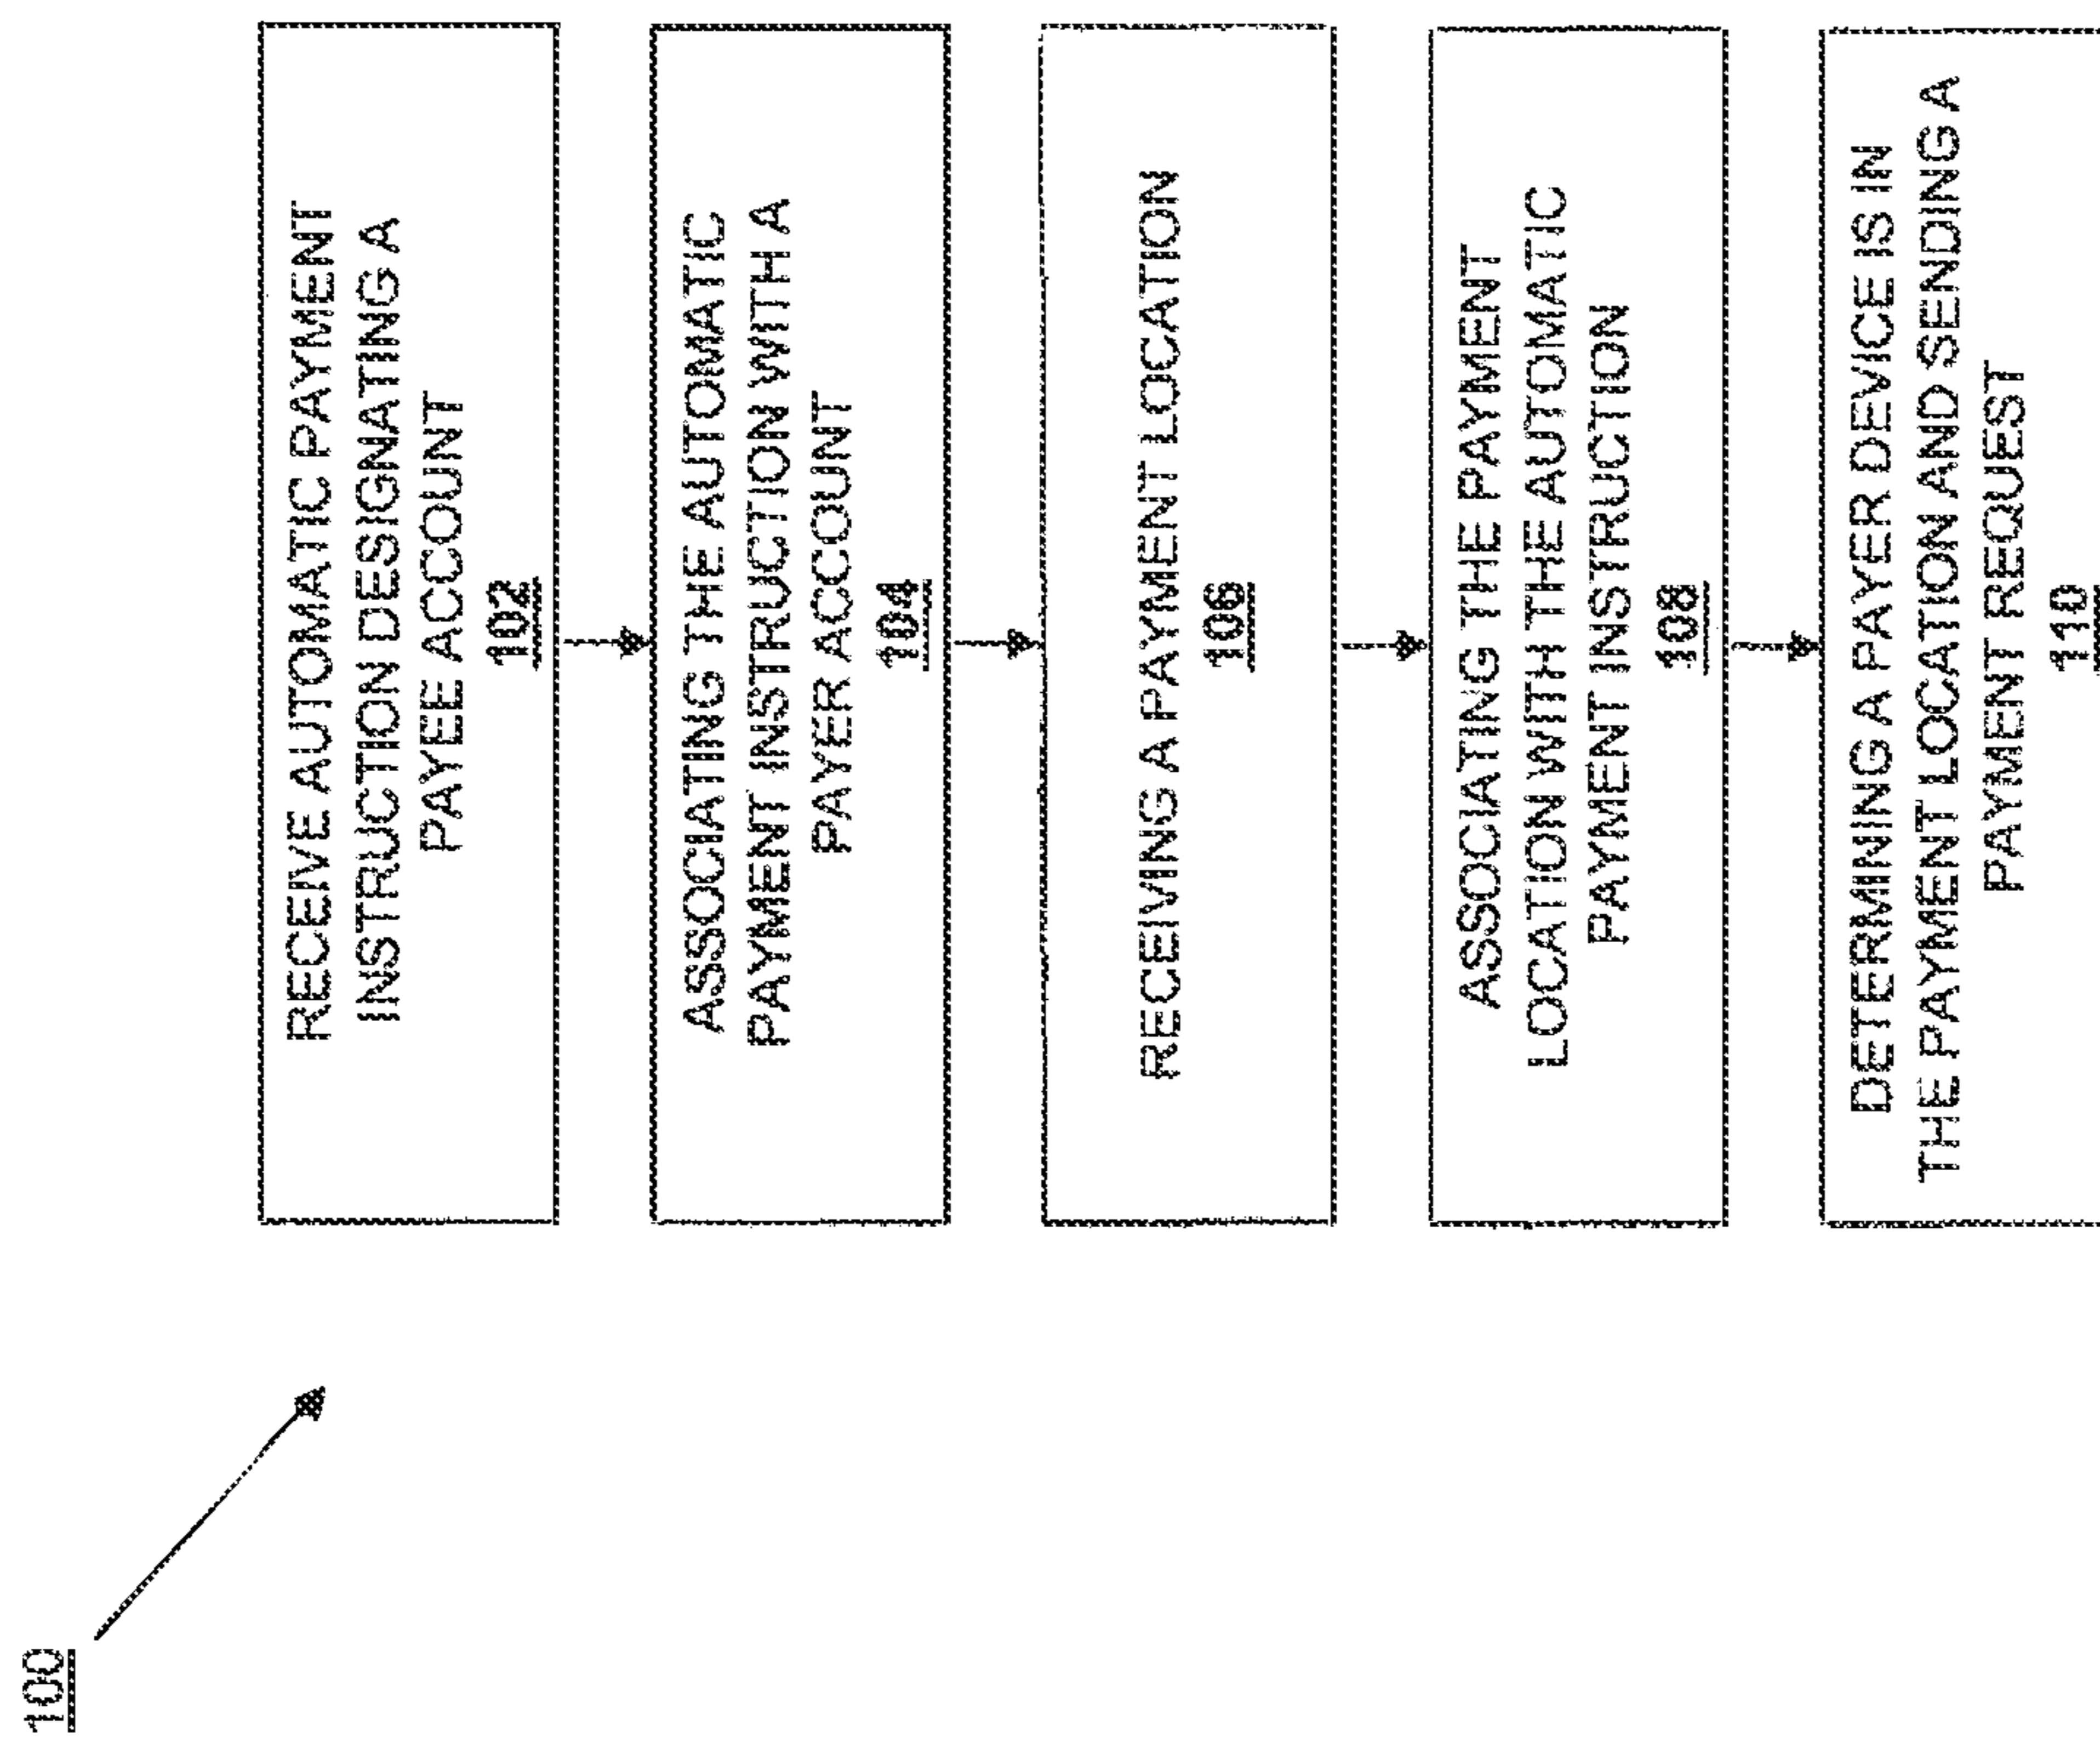 100
RECEIVE AUTOMATIC PAYMENT
INSTRUCTION DESIGNATING A
PAYEE ACCOUNT
102
ASSOCIATING THE AUTOMATIC
PAYMENT INSTRUCTION WITH A
PAYER ACCOUNT
104
RECEIVING A PAYMENT LOCATION
106
ASSOCIATING THE PAYMENT
LOCATION WITH THE AUTOMATIC
PAYMENT INSTRUCTION
108
DETERMINING A PAYER DEVICE IS IN
THE PAYMENT LOCATION AND SENDING A
PAYMENT REQUEST
110